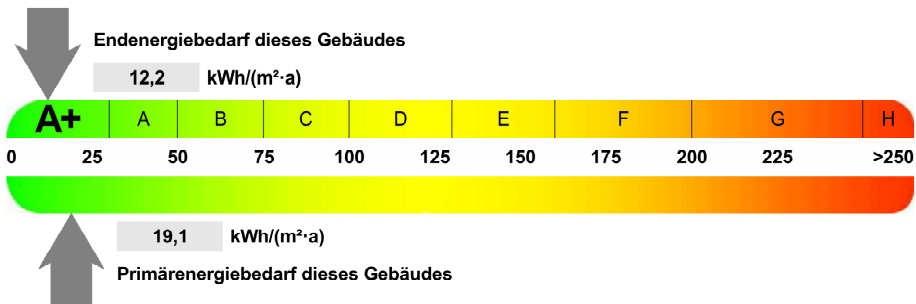 Endenergiebedarf dieses Gebäudes
12,2 kWh/(m²·a)
A+ A B C D E F G H
0 25 50 75 100 125 150 175 200 225 >250
19,1 kWh/(m²·a)
Primärenergiebedarf dieses Gebäudes